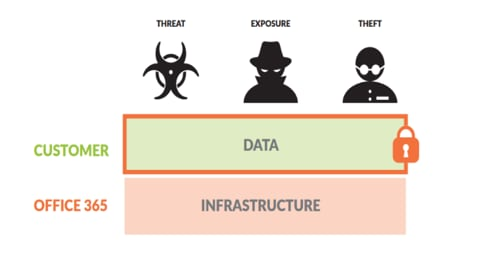 THREAT EXPOSURE THEFT
CUSTOMER DATA
OFFICE 365 INFRASTRUCTURE